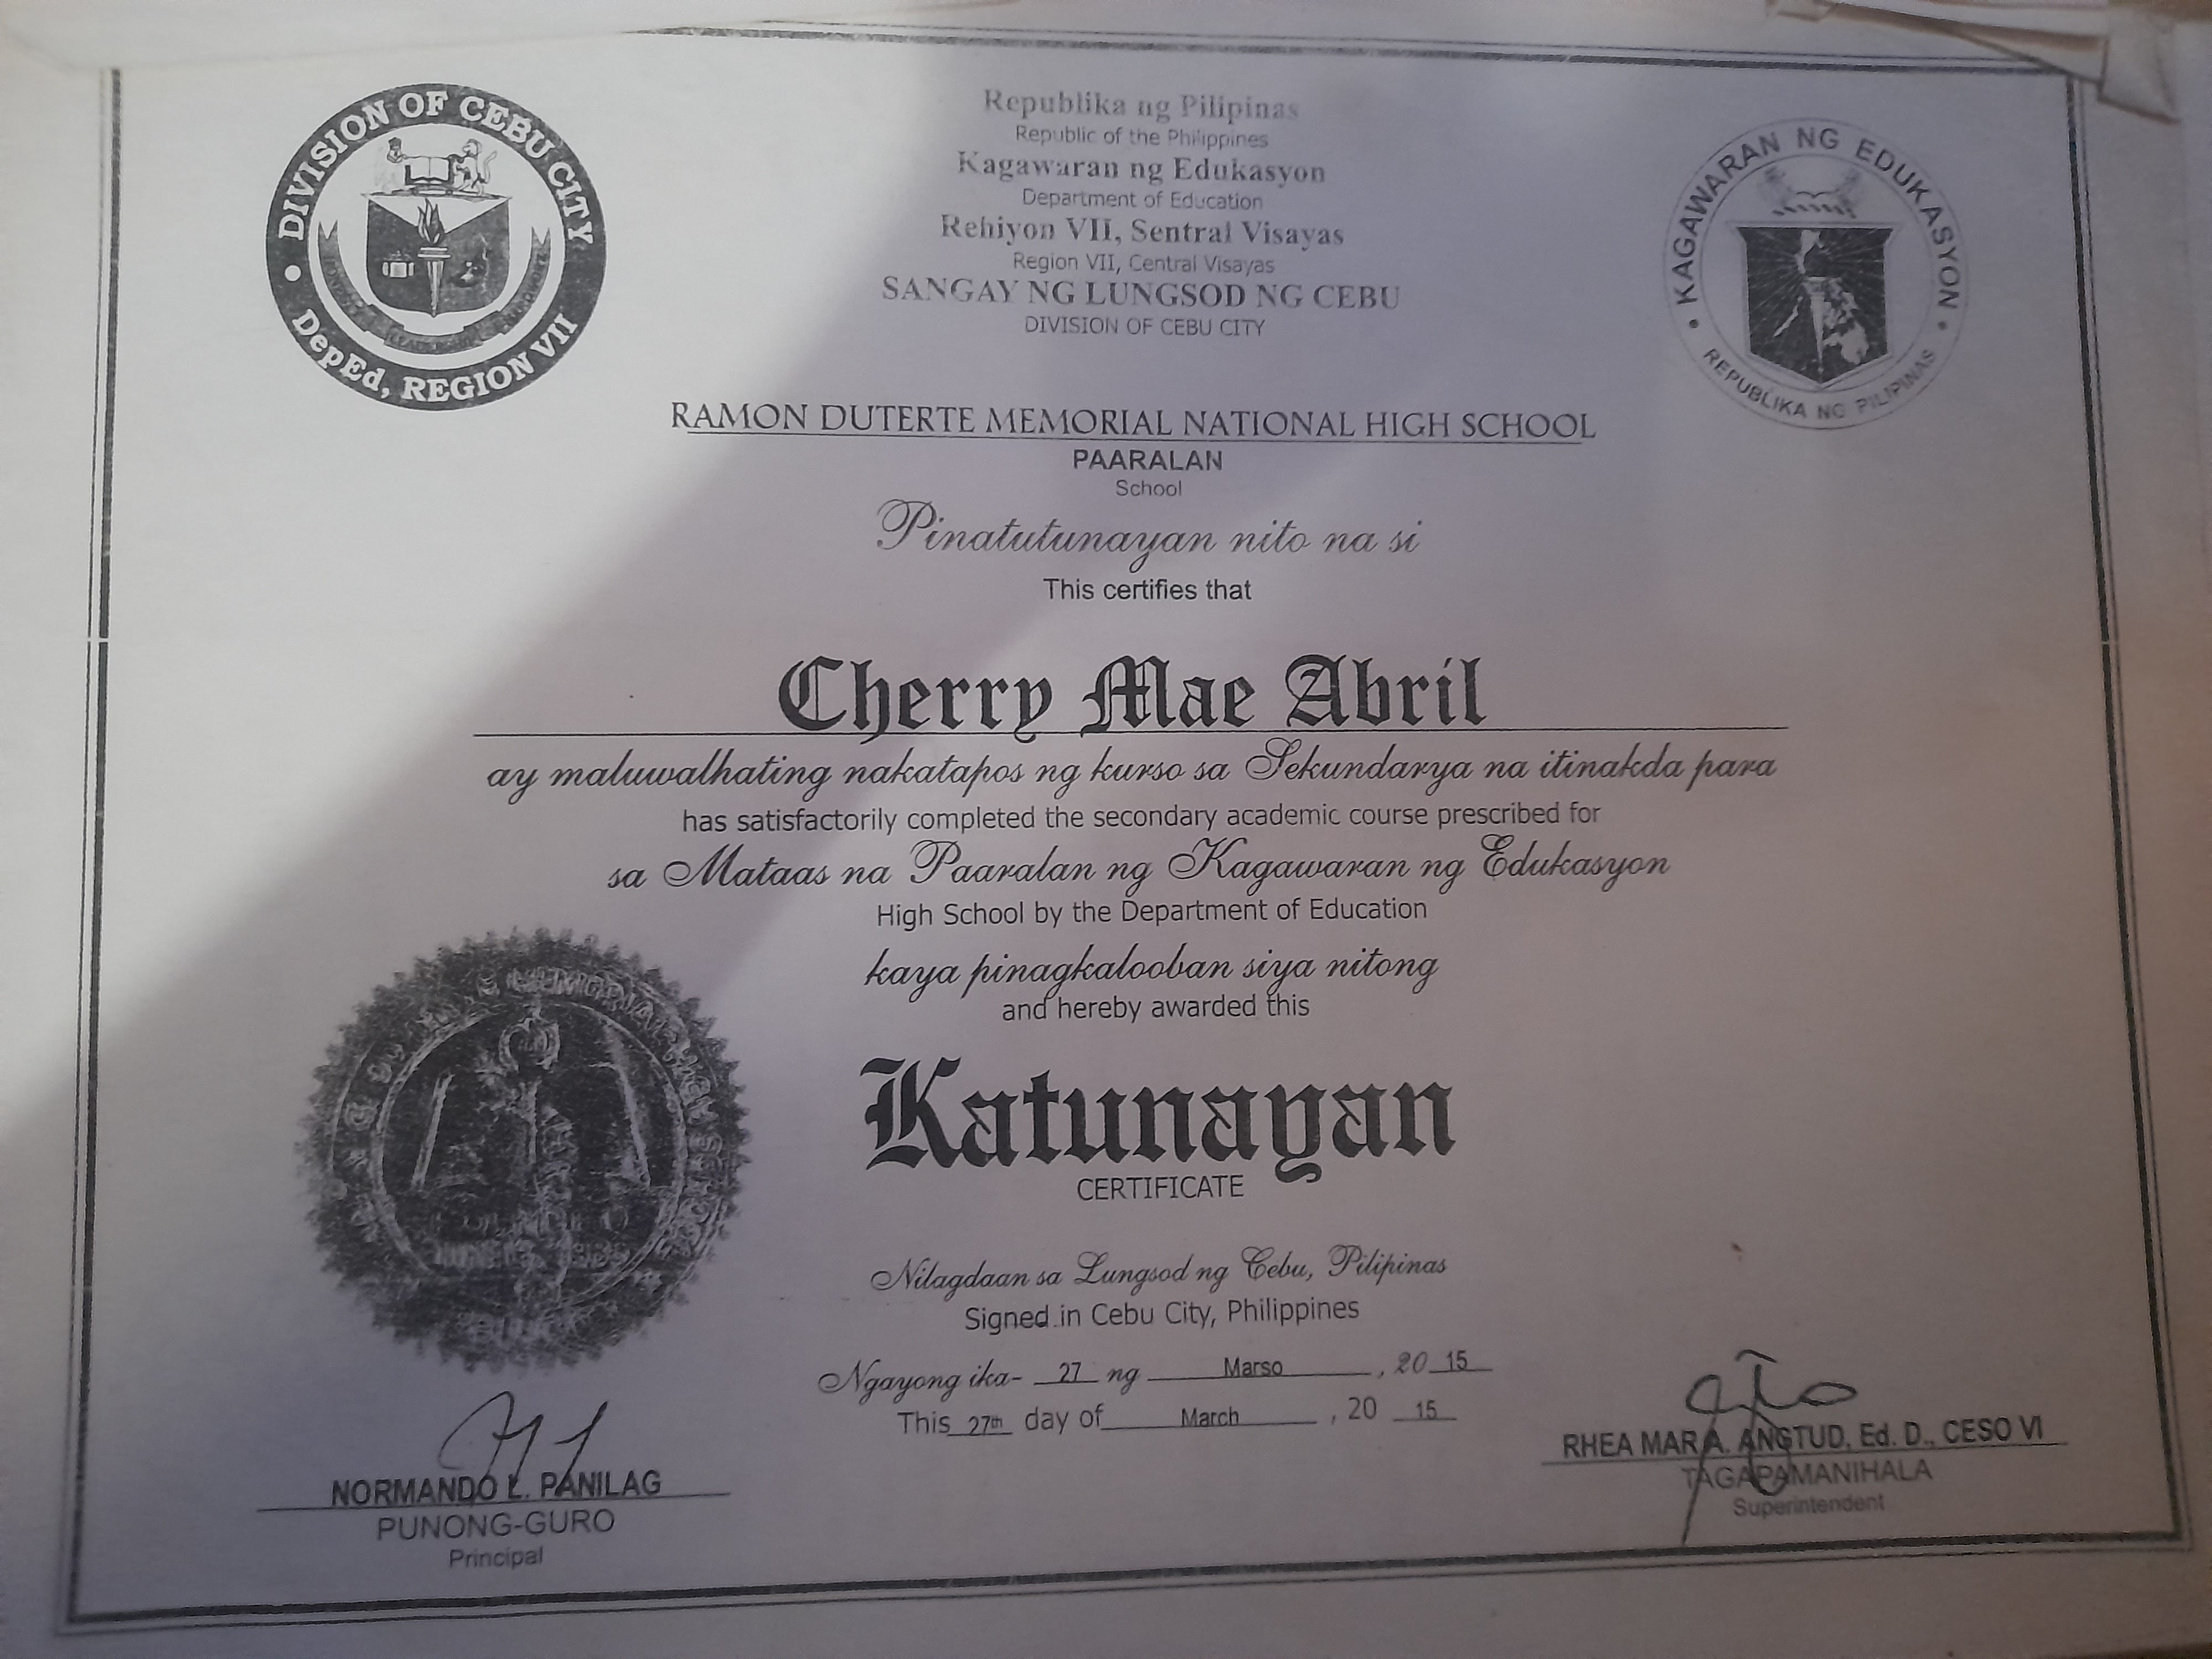 DIVISION OF CEBU CITY
DepEd, REGION VII
Republika ng Pilipinas
Republic of the Philippines
Kagawaran ng Edukasyon
Department of Education
Rehiyon VII, Sentral Visayas
Region VII, Central Visayas
SANGAY NG LUNGSOD NG CEBU
DIVISION OF CEBU CITY
KAGAWARAN NG EDUKASYON
REPUBLIKA NG PILIPINAS
RAMON DUTERTE MEMORIAL NATIONAL HIGH SCHOOL
PAARALAN
School
Pinatutunayan nito na si
This certifies that
Cherry Mae Abril
ay maluwalhating nakatapos ng kurso sa Sekundarya na itinakda para
has satisfactorily completed the secondary academic course prescribed for
sa Mataas na Paaralan ng Kagawaran ng Edukasyon
High School by the Department of Education
kaya pinagkalooban siya nitong
and hereby awarded this
Katunayan
CERTIFICATE
Nilagdaan sa Lungsod ng Cebu, Pilipinas
Signed in Cebu City, Philippines
Ngayong ika- 27 ng Marso , 20 15
This 27th day of March , 20 15
NORMANDO L. PANILAG
PUNONG-GURO
Principal
RHEA MAR A. ANGTUD, Ed. D., CESO VI
TAGAPAMANIHALA
Superintendent